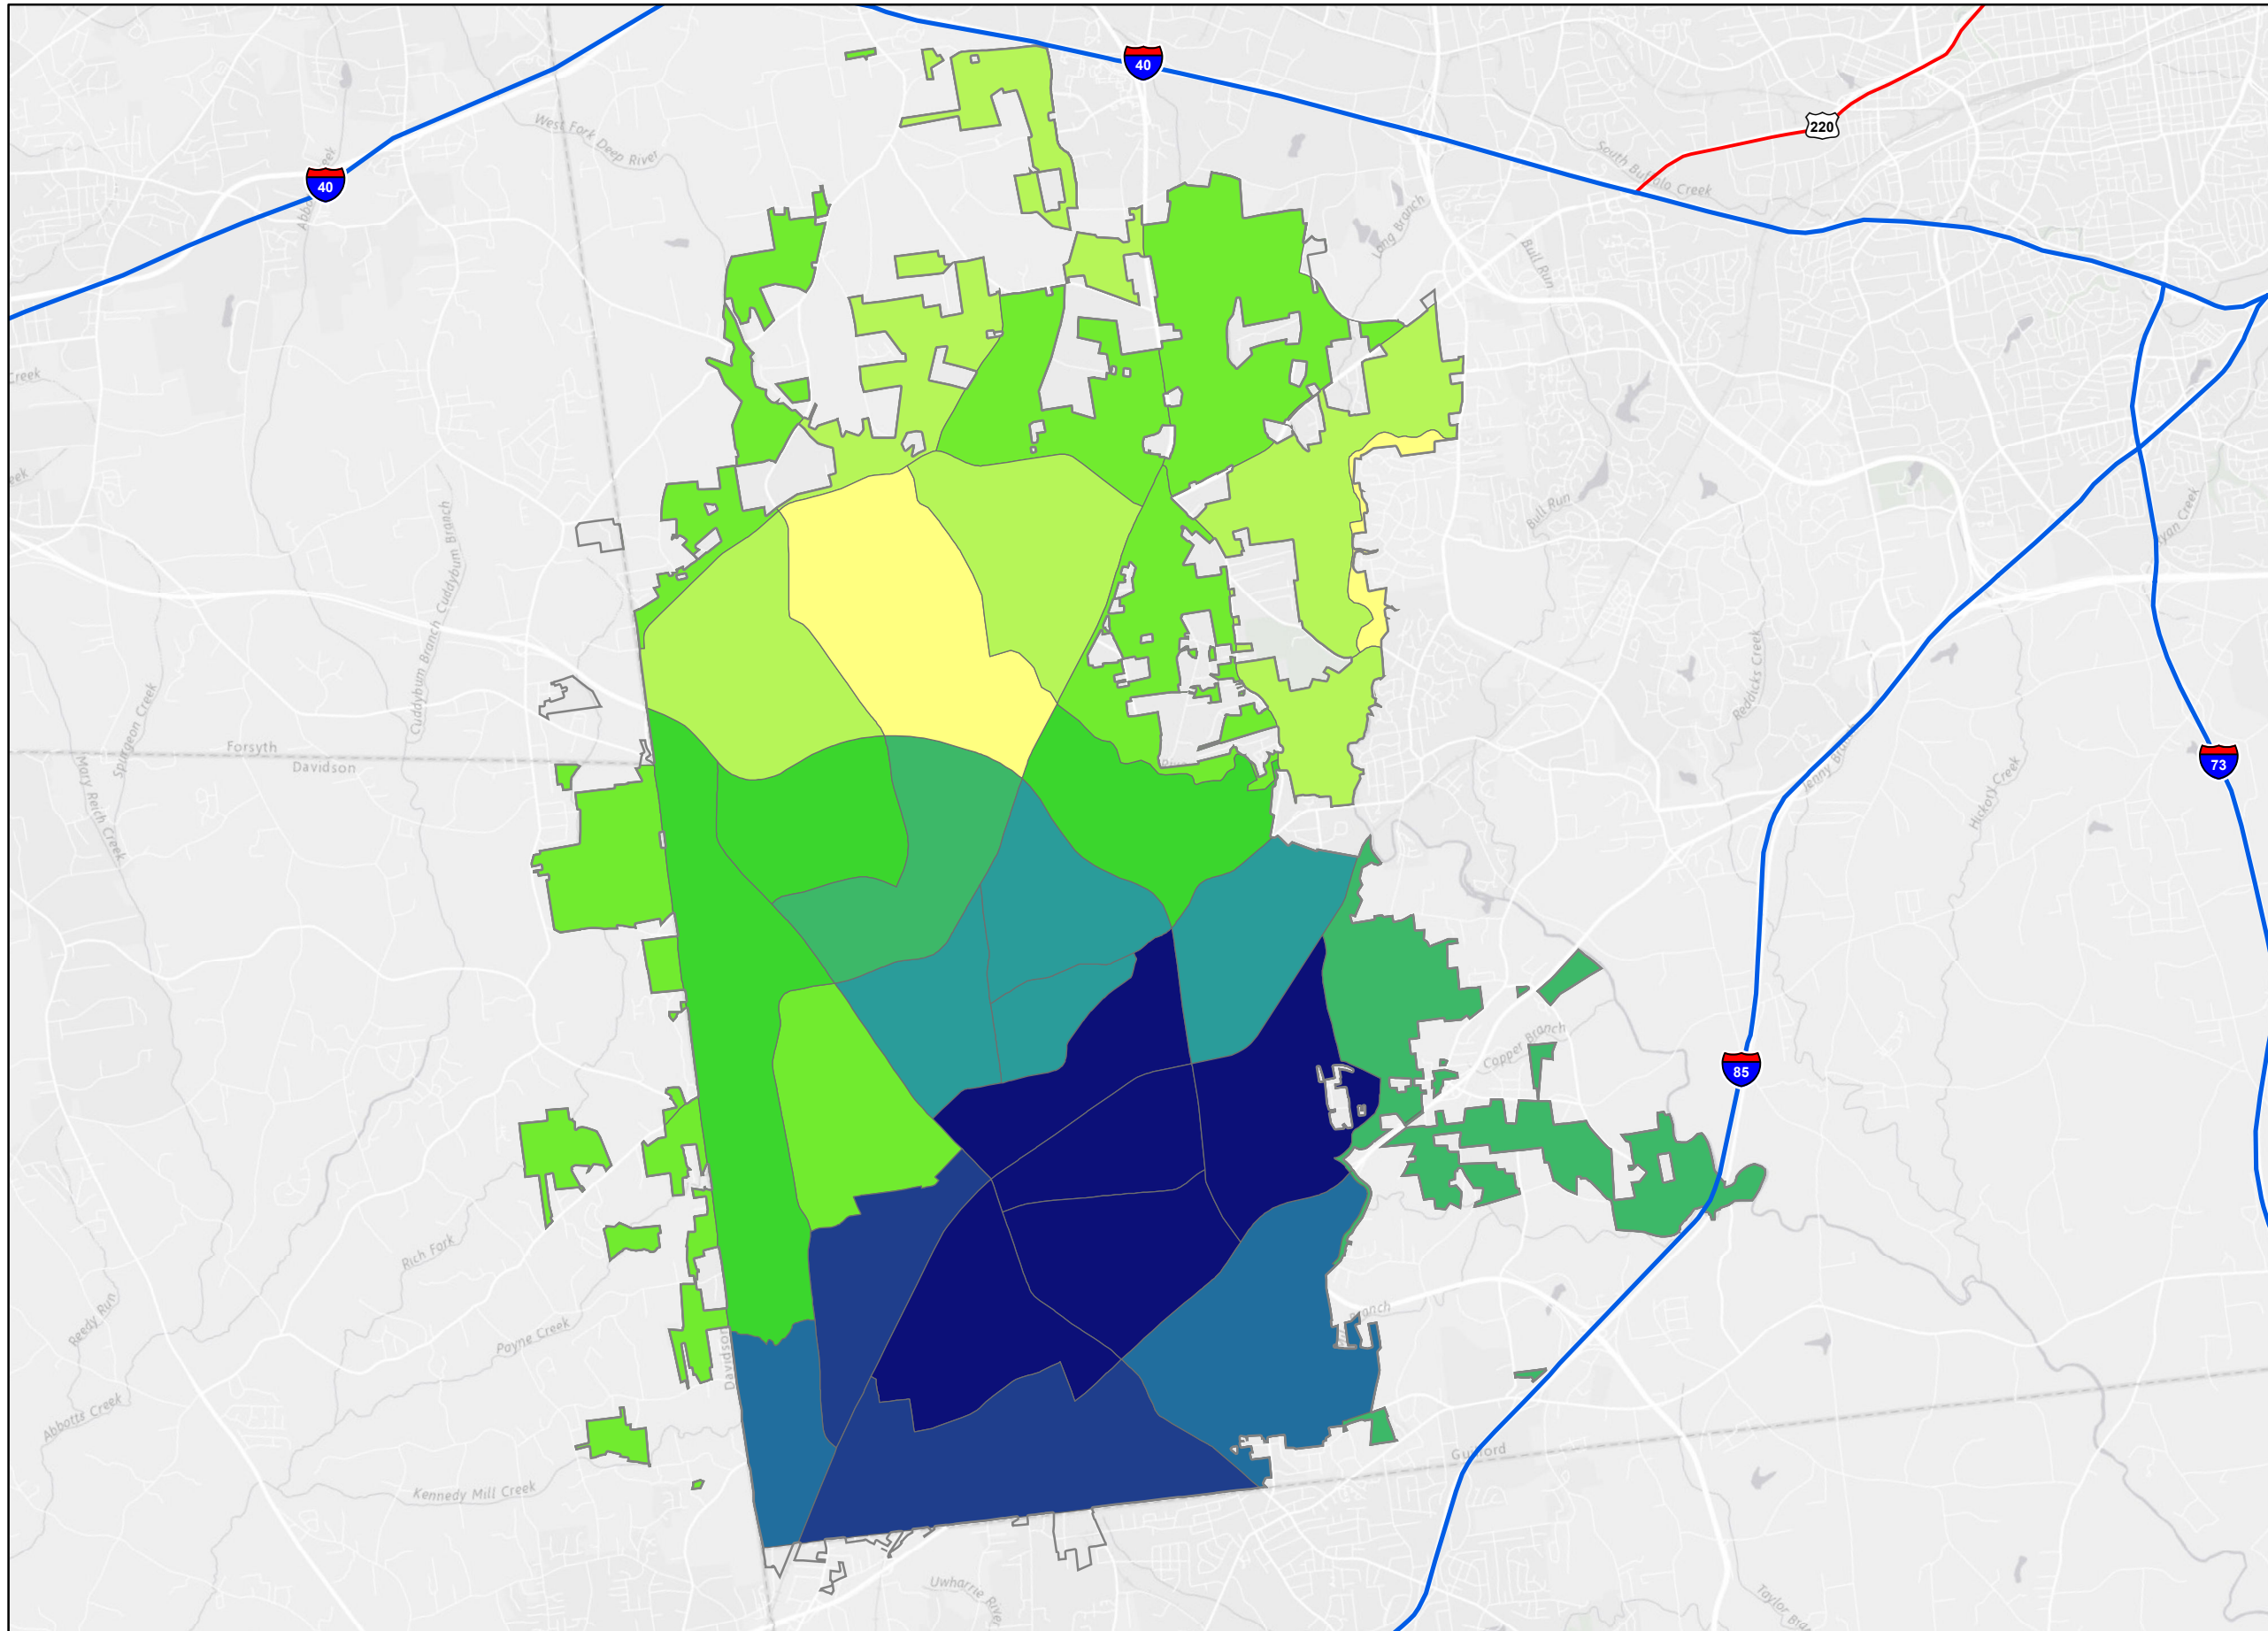 40
220
West Fork Deep River
South Buffalo Creek
40
Long Branch
Bull Run
Creek
Cuddybum Branch
Bull Run
Ryan Creek
Cuddybum Branch
Spurgeon Creek
Reddicks Creek
Forsyth
Davidson
73
Jenny Branch
Hickory Creek
Mary Reich Creek
Copper Branch
85
Rich Fork
Reedy Run
Payne Creek
Branch
Davidson
Abbotts Creek
Guilford
Kennedy Mill Creek
Uwharrie River